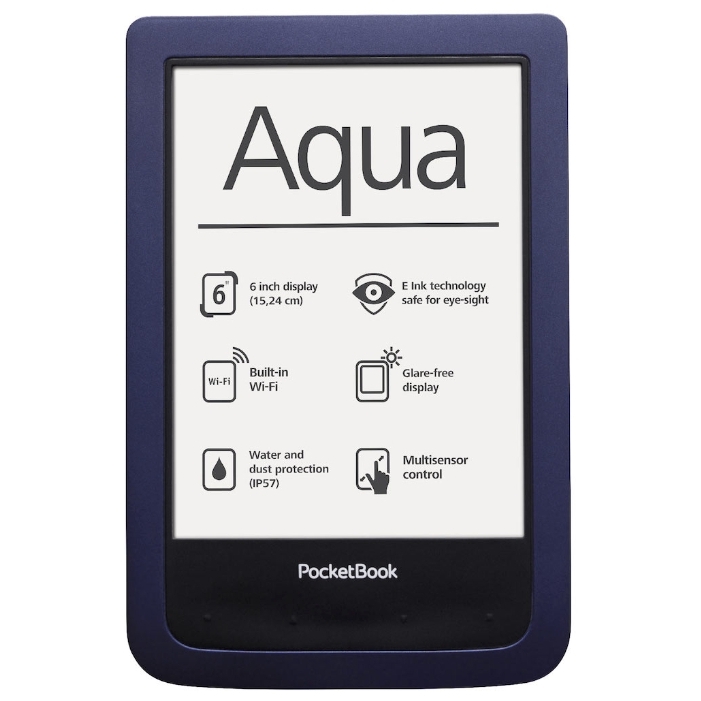 Aqua
6"
6 inch display
(15,24 cm)
E Ink technology
safe for eye-sight
Wi-Fi
Built-in
Wi-Fi
Glare-free
display
Water and
dust protection
(IP57)
Multisensor
control
PocketBook